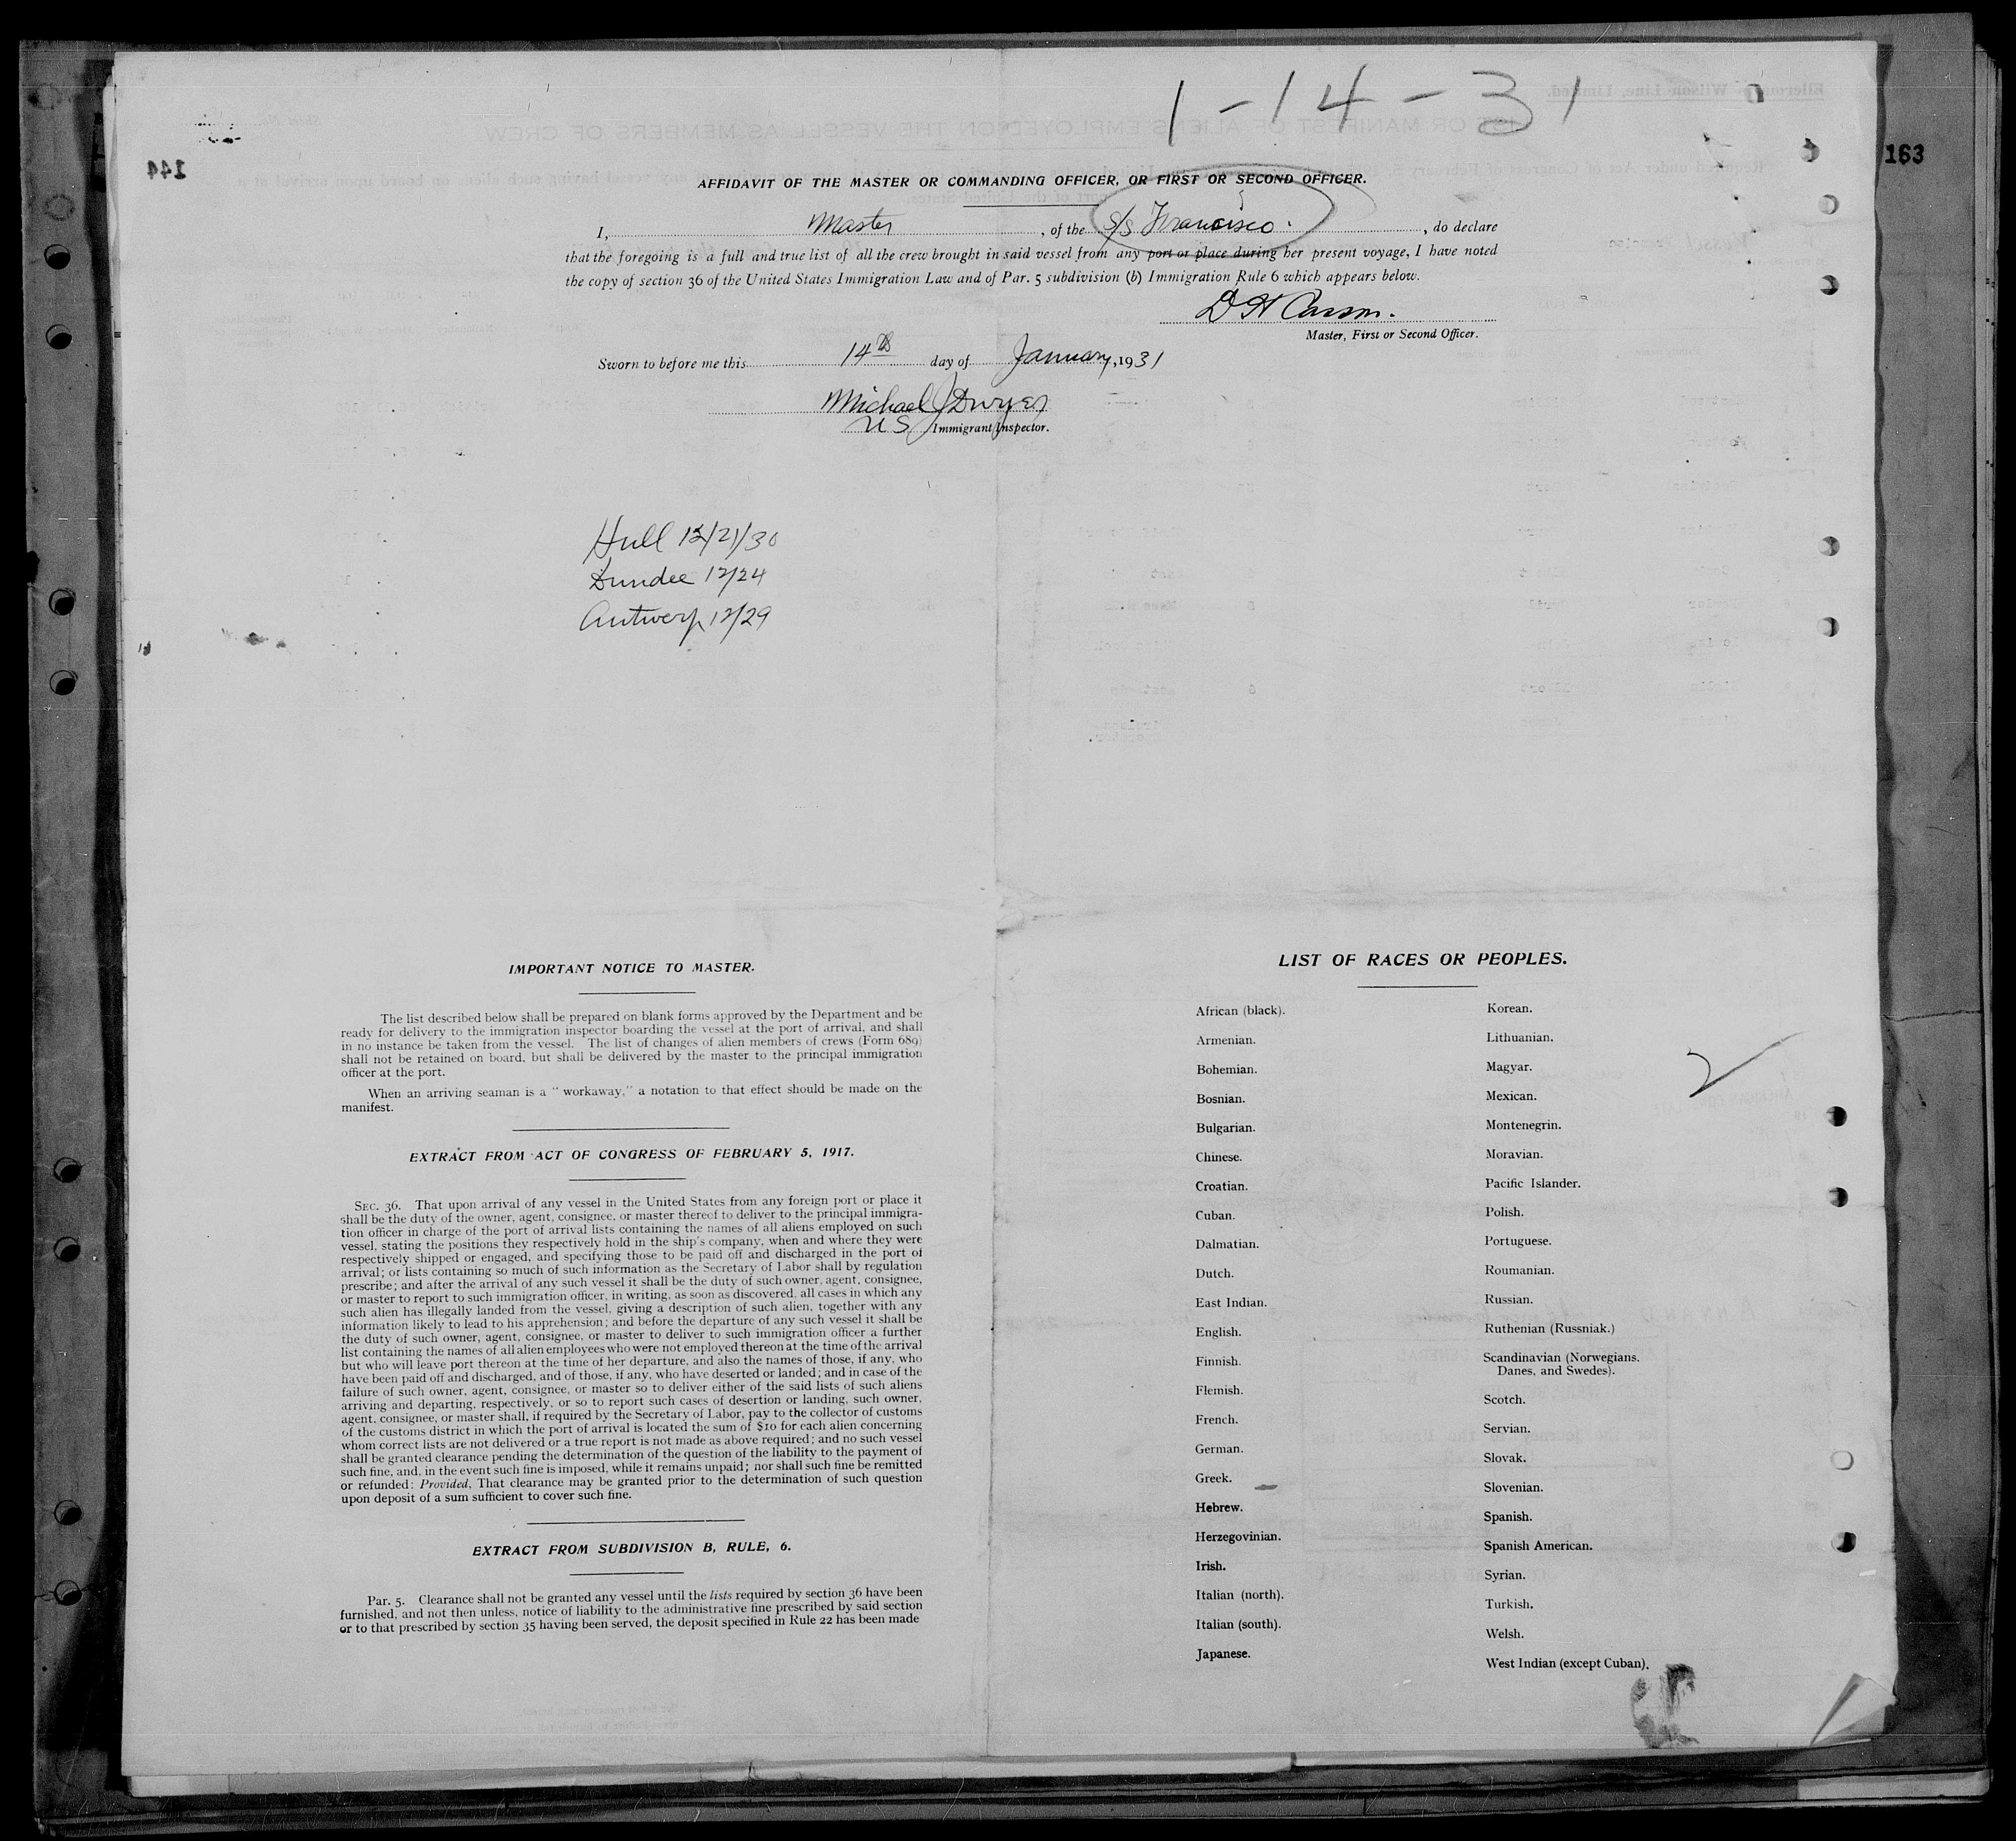 1-14-31
163
144
AFFIDAVIT OF THE MASTER OR COMMANDING OFFICER, OR FIRST OR SECOND OFFICER.
I, Master, of the S/S Francisco., do declare
that the foregoing is a full and true list of all the crew brought in said vessel from any port or place during her present voyage, I have noted
the copy of section 36 of the United States Immigration Law and of Par. 5 subdivision (b) Immigration Rule 6 which appears below.
D H
Master, First or Second Officer.
Sworn to before me this 14th day of January, 1931
Michael J Dwyer
US Immigrant Inspector.
Hull 12/21/30
Dundee 12/24
Antwerp 12/29
IMPORTANT NOTICE TO MASTER.
The list described below shall be prepared on blank forms approved by the Department and be
ready for delivery to the immigration inspector boarding the vessel at the port of arrival, and shall
in no instance be taken from the vessel. The list of changes of alien members of crews (Form 689)
shall not be retained on board, but shall be delivered by the master to the principal immigration
officer at the port.
When an arriving seaman is a " workaway," a notation to that effect should be made on the
manifest.
EXTRACT FROM ACT OF CONGRESS OF FEBRUARY 5, 1917.
SEC. 36. That upon arrival of any vessel in the United States from any foreign port or place it
shall be the duty of the owner, agent, consignee, or master thereof to deliver to the principal immigra-
tion officer in charge of the port of arrival lists containing the names of all aliens employed on such
vessel, stating the positions they respectively hold in the ship's company, when and where they were
respectively shipped or engaged, and specifying those to be paid off and discharged in the port of
arrival; or lists containing so much of such information as the Secretary of Labor shall by regulation
prescribe; and after the arrival of any such vessel it shall be the duty of such owner, agent, consignee,
or master to report to such immigration officer, in writing, as soon as discovered, all cases in which any
such alien has illegally landed from the vessel, giving a description of such alien, together with any
information likely to lead to his apprehension; and before the departure of any such vessel it shall be
the duty of such owner, agent, consignee, or master to deliver to such immigration officer a further
list containing the names of all alien employees who were not employed thereon at the time of the arrival
but who will leave port thereon at the time of her departure, and also the names of those, if any, who
have been paid off and discharged, and of those, if any, who have deserted or landed; and in case of the
failure of such owner, agent, consignee, or master so to deliver either of the said lists of such aliens
arriving and departing, respectively, or so to report such cases of desertion or landing, such owner,
agent, consignee, or master shall, if required by the Secretary of Labor, pay to the collector of customs
of the customs district in which the port of arrival is located the sum of $10 for each alien concerning
whom correct lists are not delivered or a true report is not made as above required; and no such vessel
shall be granted clearance pending the determination of the question of the liability to the payment of
such fine, and, in the event such fine is imposed, while it remains unpaid; nor shall such fine be remitted
or refunded: Provided, That clearance may be granted prior to the determination of such question
upon deposit of a sum sufficient to cover such fine.
EXTRACT FROM SUBDIVISION B, RULE, 6.
Par. 5. Clearance shall not be granted any vessel until the lists required by section 36 have been
furnished, and not then unless, notice of liability to the administrative fine prescribed by said section
or to that prescribed by section 35 having been served, the deposit specified in Rule 22 has been made
LIST OF RACES OR PEOPLES.
African (black).
Armenian.
Bohemian.
Bosnian.
Bulgarian.
Chinese.
Croatian.
Cuban.
Dalmatian.
Dutch.
East Indian.
English.
Finnish.
Flemish.
French.
German.
Greek.
Hebrew.
Herzegovinian.
Irish.
Italian (north).
Italian (south).
Japanese.
Korean.
Lithuanian.
Magyar.
Mexican.
Montenegrin.
Moravian.
Pacific Islander.
Polish.
Portuguese.
Roumanian.
Russian.
Ruthenian (Russniak.)
Scandinavian (Norwegians,
Danes, and Swedes).
Scotch.
Servian.
Slovak.
Slovenian.
Spanish.
Spanish American.
Syrian.
Turkish.
Welsh.
West Indian (except Cuban).